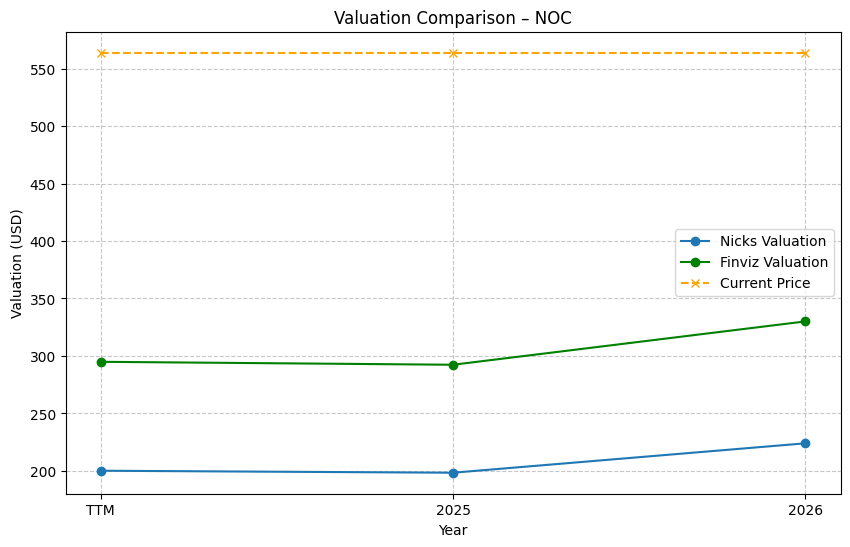 Valuation Comparison – NOC
Valuation (USD)
550
500
450
400
350
300
250
200
Nicks Valuation
Finviz Valuation
Current Price
TTM
2025
2026
Year